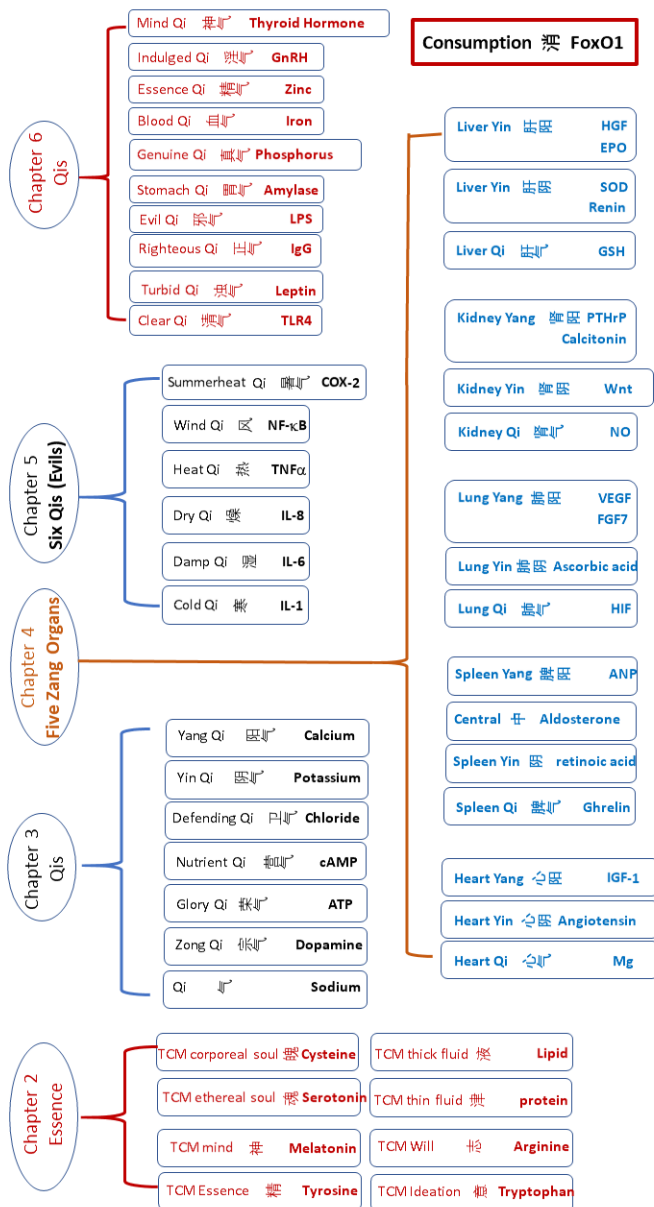 Consumption 消 FoxO1
Chapter 6
Qis
Mind Qi 神气 Thyroid Hormone
Indulged Qi 淫气 GnRH
Essence Qi 精气 Zinc
Blood Qi 血气 Iron
Genuine Qi 真气 Phosphorus
Stomach Qi 胃气 Amylase
Evil Qi 邪气 LPS
Righteous Qi 正气 IgG
Turbid Qi 浊气 Leptin
Clear Qi 清气 TLR4
Chapter 5
Six Qis (Evils)
Summerheat Qi 暑气 COX-2
Wind Qi 风 NF-κB
Heat Qi 热 TNFα
Dry Qi 燥 IL-8
Damp Qi 湿 IL-6
Cold Qi 寒 IL-1
Chapter 4
Five Zang Organs
Liver Yin 肝阳 HGF
EPO
Liver Yin 肝阴 SOD
Renin
Liver Qi 肝气 GSH
Kidney Yang 肾阳 PTHrP
Calcitonin
Kidney Yin 肾阴 Wnt
Kidney Qi 肾气 NO
Lung Yang 肺阳 VEGF
FGF7
Lung Yin 肺阴 Ascorbic acid
Lung Qi 肺气 HIF
Spleen Yang 脾阳 ANP
Central 中 Aldosterone
Spleen Yin 阴 retinoic acid
Spleen Qi 脾气 Ghrelin
Heart Yang 心阳 IGF-1
Heart Yin 心阴 Angiotensin
Heart Qi 心气 Mg
Chapter 3
Qis
Yang Qi 阳气 Calcium
Yin Qi 阴气 Potassium
Defending Qi 卫气 Chloride
Nutrient Qi 营气 cAMP
Glory Qi 荣气 ATP
Zong Qi 宗气 Dopamine
Qi 气 Sodium
Chapter 2
Essence
TCM corporeal soul 魄 Cysteine
TCM thick fluid 液 Lipid
TCM ethereal soul 魂 Serotonin
TCM thin fluid 津 protein
TCM mind 神 Melatonin
TCM Will 志 Arginine
TCM Essence 精 Tyrosine
TCM Ideation 意 Tryptophan